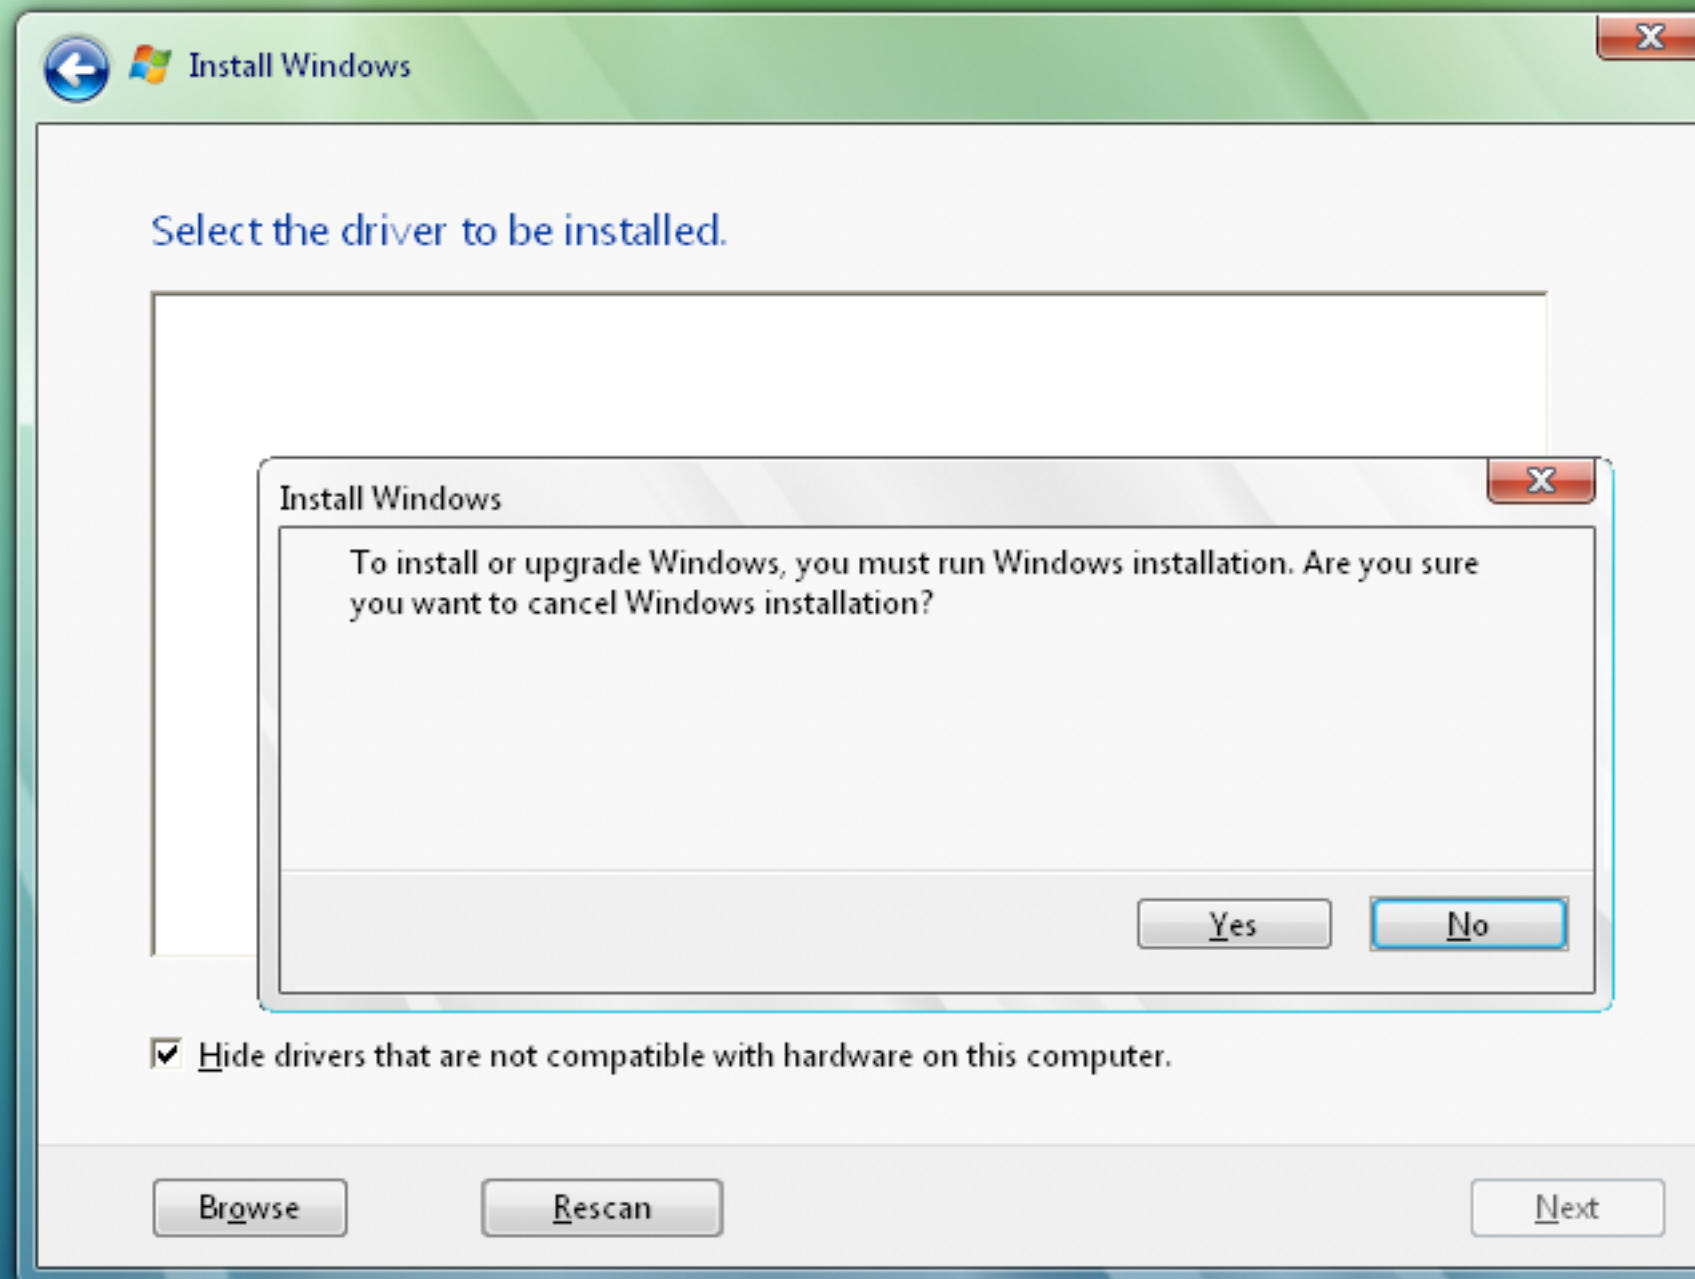 Install Windows
Select the driver to be installed.
Install Windows
To install or upgrade Windows, you must run Windows installation. Are you sure
you want to cancel Windows installation?
Yes
No
Hide drivers that are not compatible with hardware on this computer.
Browse
Rescan
Next